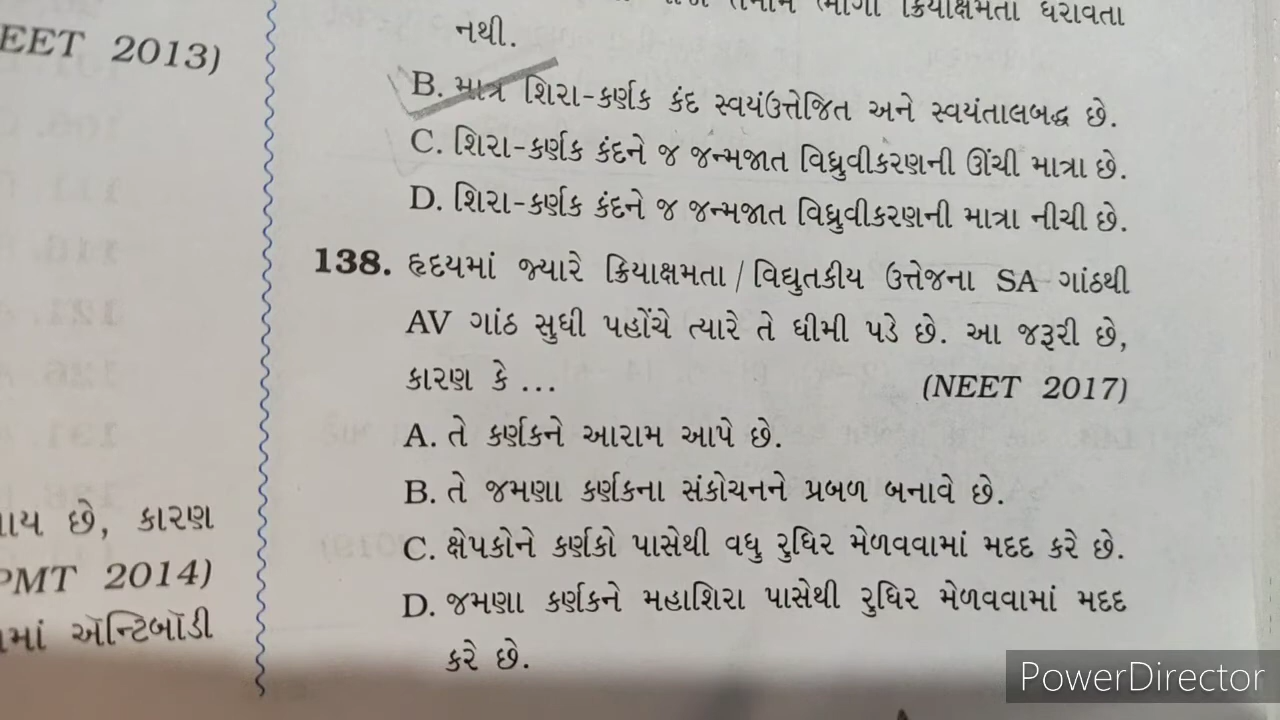 EET 2013)
ાય છે, કારણ
PMT 2014)
માં ઍન્ટિબૉડી
ક્રિયાક્ષમતા ધરાવતા
નથી.
B. માત્ર શિરા-કર્ણક કંદ સ્વયંઉત્તેજિત અને સ્વયંતાલબદ્ધ છે.
C. શિરા-કર્ણક કંદને જ જન્મજાત વિધ્રુવીકરણની ઊંચી માત્રા છે.
D. શિરા-કર્ણક કંદને જ જન્મજાત વિધ્રુવીકરણની માત્રા નીચી છે.
138. હૃદયમાં જ્યારે ક્રિયાક્ષમતા / વિદ્યુતકીય ઉત્તેજના SA ગાંઠથી
AV ગાંઠ સુધી પહોંચે ત્યારે તે ધીમી પડે છે. આ જરૂરી છે,
કારણ કે ... (NEET 2017)
A. તે કર્ણકને આરામ આપે છે.
B. તે જમણા કર્ણકના સંકોચનને પ્રબળ બનાવે છે.
C. ક્ષેપકોને કર્ણકો પાસેથી વધુ રુધિર મેળવવામાં મદદ કરે છે.
D. જમણા કર્ણકને મહાશિરા પાસેથી રુધિર મેળવવામાં મદદ
કરે છે.
PowerDirector